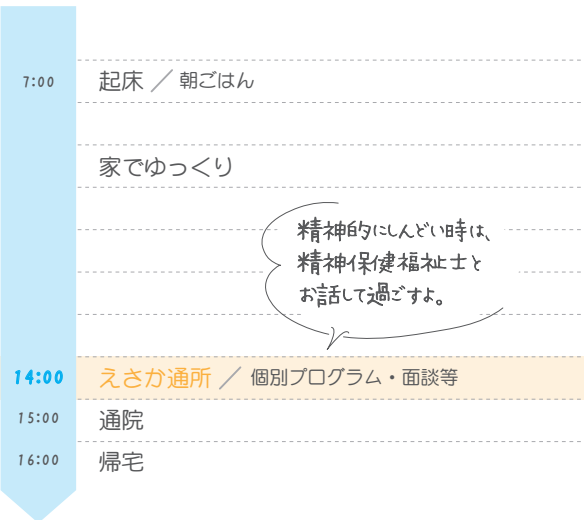 7:00 起床 ／ 朝ごはん
家でゆっくり
精神的にしんどい時は、
精神保健福祉士と
お話して過ごすよ。
14:00 えさか通所 ／ 個別プログラム・面談等
15:00 通院
16:00 帰宅